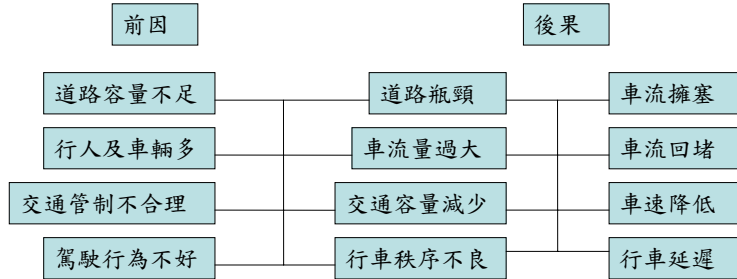 前因
後果
道路容量不足
道路瓶頸
車流擁塞
行人及車輛多
車流量過大
車流回堵
交通管制不合理
交通容量減少
車速降低
駕駛行為不好
行車秩序不良
行車延遲